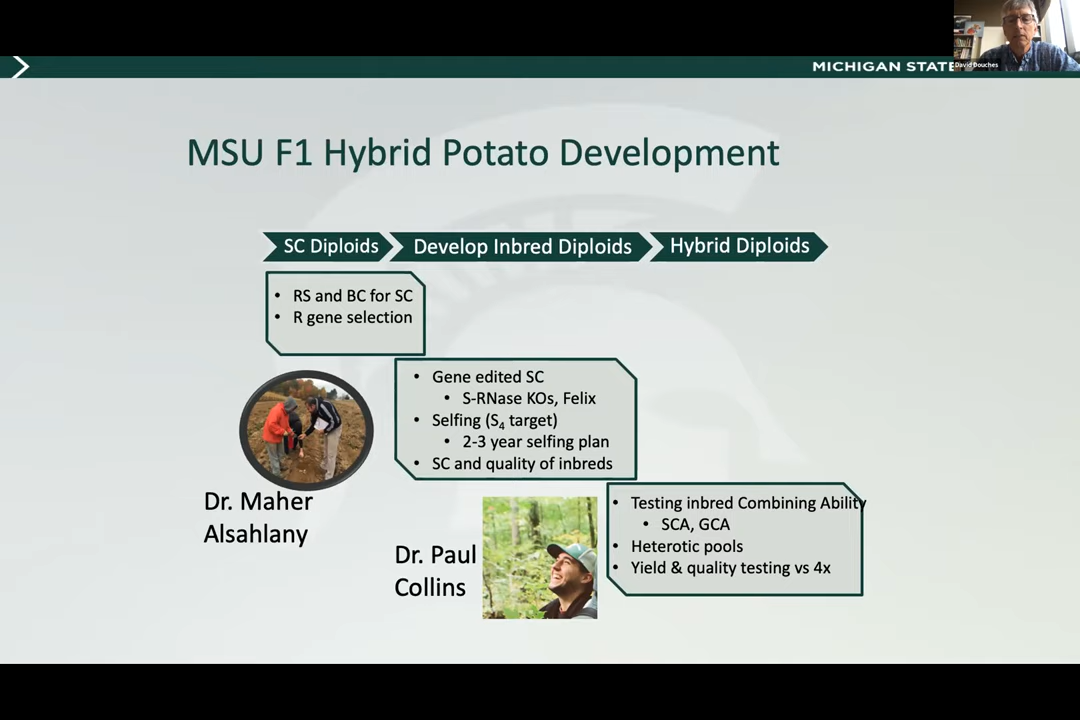 MICHIGAN STATE
David Douches
MSU F1 Hybrid Potato Development
SC Diploids
Develop Inbred Diploids
Hybrid Diploids
• RS and BC for SC
• R gene selection
• Gene edited SC
• S-RNase KOs, Felix
• Selfing (S₄ target)
• 2-3 year selfing plan
• SC and quality of inbreds
Dr. Maher
Alsahlany
Dr. Paul
Collins
• Testing inbred Combining Ability
• SCA, GCA
• Heterotic pools
• Yield & quality testing vs 4x